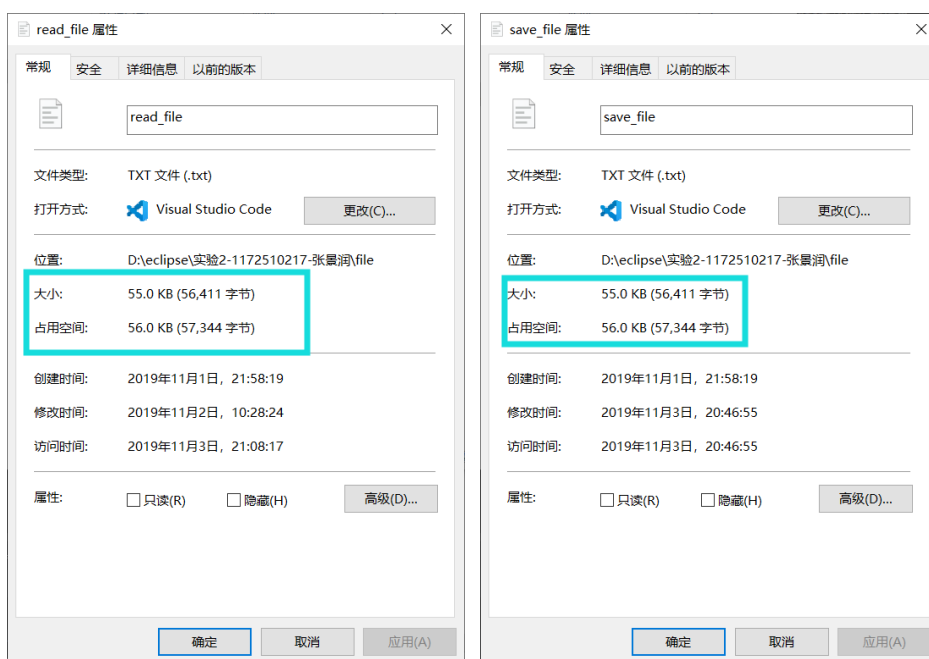 read_file 属性
常规 安全 详细信息 以前的版本
read_file
文件类型: TXT 文件 (.txt)
打开方式: Visual Studio Code 更改(C)...
位置: D:\eclipse\实验2-1172510217-张景润\file
大小: 55.0 KB (56,411 字节)
占用空间: 56.0 KB (57,344 字节)
创建时间: 2019年11月1日，21:58:19
修改时间: 2019年11月2日，10:28:24
访问时间: 2019年11月3日，21:08:17
属性: 只读(R) 隐藏(H) 高级(D)...
确定 取消 应用(A)
save_file 属性
常规 安全 详细信息 以前的版本
save_file
文件类型: TXT 文件 (.txt)
打开方式: Visual Studio Code 更改(C)...
位置: D:\eclipse\实验2-1172510217-张景润\file
大小: 55.0 KB (56,411 字节)
占用空间: 56.0 KB (57,344 字节)
创建时间: 2019年11月1日，21:58:19
修改时间: 2019年11月3日，20:46:55
访问时间: 2019年11月3日，20:46:55
属性: 只读(R) 隐藏(H) 高级(D)...
确定 取消 应用(A)